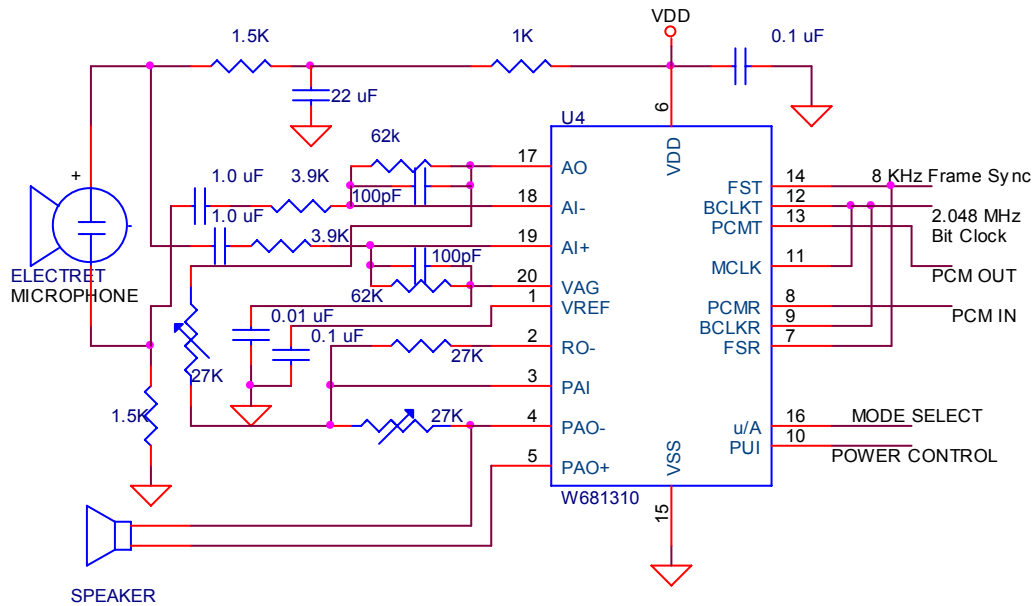 VDD
1.5K
1K
0.1 uF
22 uF
6
U4
VDD
62k
17
AO
14
FST
8 KHz Frame Sync
+
1.0 uF
3.9K
100pF
18
AI-
12
BCLKT
1.0 uF
13
PCMT
2.048 MHz
Bit Clock
-
3.9K
19
AI+
100pF
11
MCLK
PCM OUT
ELECTRET
MICROPHONE
62K
20
VAG
1
VREF
8
PCMR
PCM IN
0.01 uF
0.1 uF
9
BCLKR
27K
27K
2
RO-
7
FSR
3
PAI
1.5K
27K
4
PAO-
16
u/A
MODE SELECT
10
PUI
POWER CONTROL
5
PAO+
VSS
W681310
15
SPEAKER